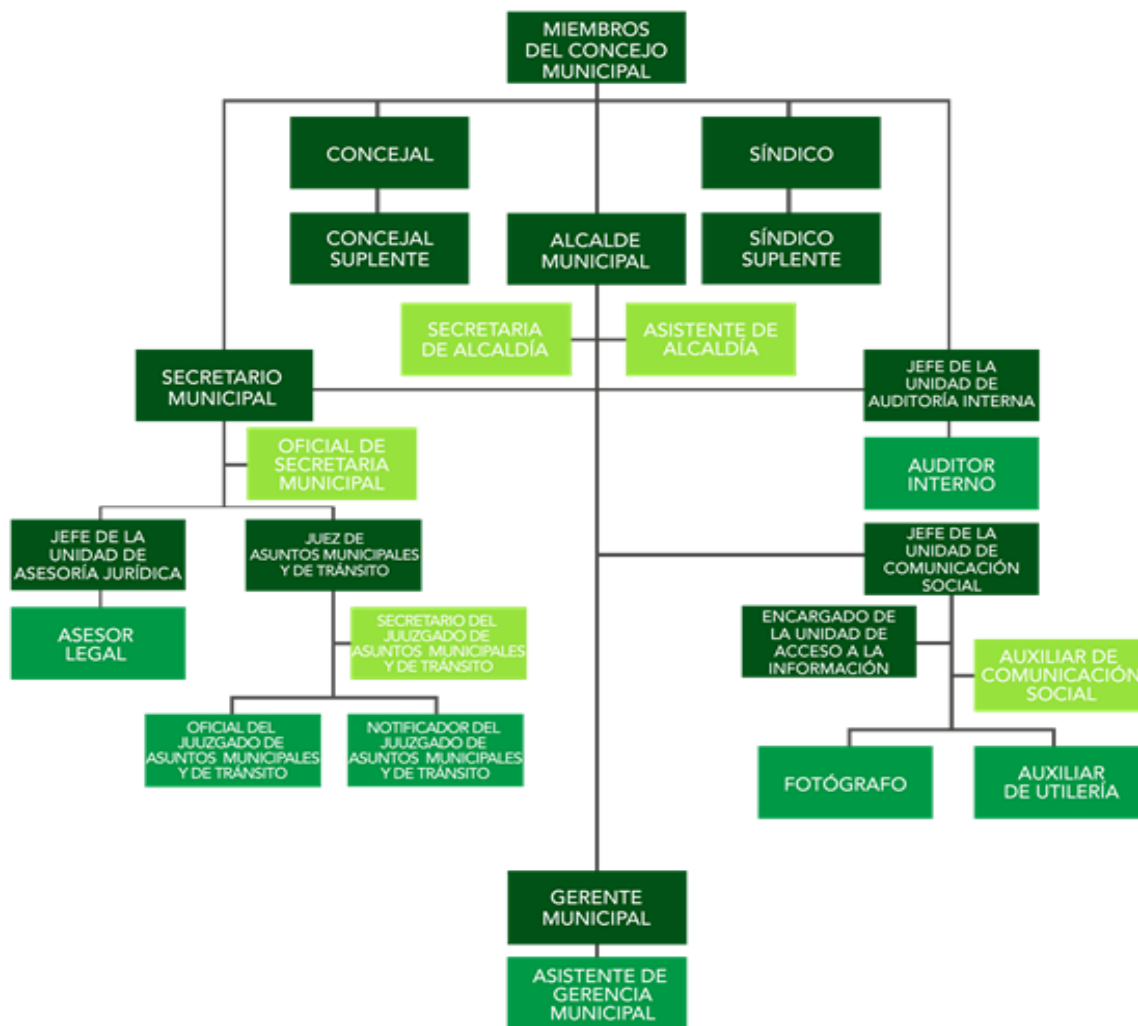 MIEMBROS
DEL CONCEJO
MUNICIPAL
CONCEJAL
SÍNDICO
CONCEJAL
SUPLENTE
ALCALDE
MUNICIPAL
SÍNDICO
SUPLENTE
SECRETARIA
DE ALCALDÍA
ASISTENTE DE
ALCALDÍA
SECRETARIO
MUNICIPAL
JEFE DE LA
UNIDAD DE
AUDITORÍA INTERNA
OFICIAL DE
SECRETARIA
MUNICIPAL
AUDITOR
INTERNO
JEFE DE LA
UNIDAD DE
ASESORÍA JURÍDICA
JUEZ DE
ASUNTOS MUNICIPALES
Y DE TRÁNSITO
JEFE DE LA
UNIDAD DE
COMUNICACIÓN
SOCIAL
ASESOR
LEGAL
SECRETARIO DEL
JUUZGADO DE
ASUNTOS MUNICIPALES
Y DE TRÁNSITO
ENCARGADO DE
LA UNIDAD DE
ACCESO A LA
INFORMACIÓN
AUXILIAR DE
COMUNICACIÓN
SOCIAL
OFICIAL DEL
JUUZGADO DE
ASUNTOS MUNICIPALES
Y DE TRÁNSITO
NOTIFICADOR DEL
JUUZGADO DE
ASUNTOS MUNICIPALES
Y DE TRÁNSITO
FOTÓGRAFO
AUXILIAR
DE UTILERÍA
GERENTE
MUNICIPAL
ASISTENTE DE
GERENCIA
MUNICIPAL